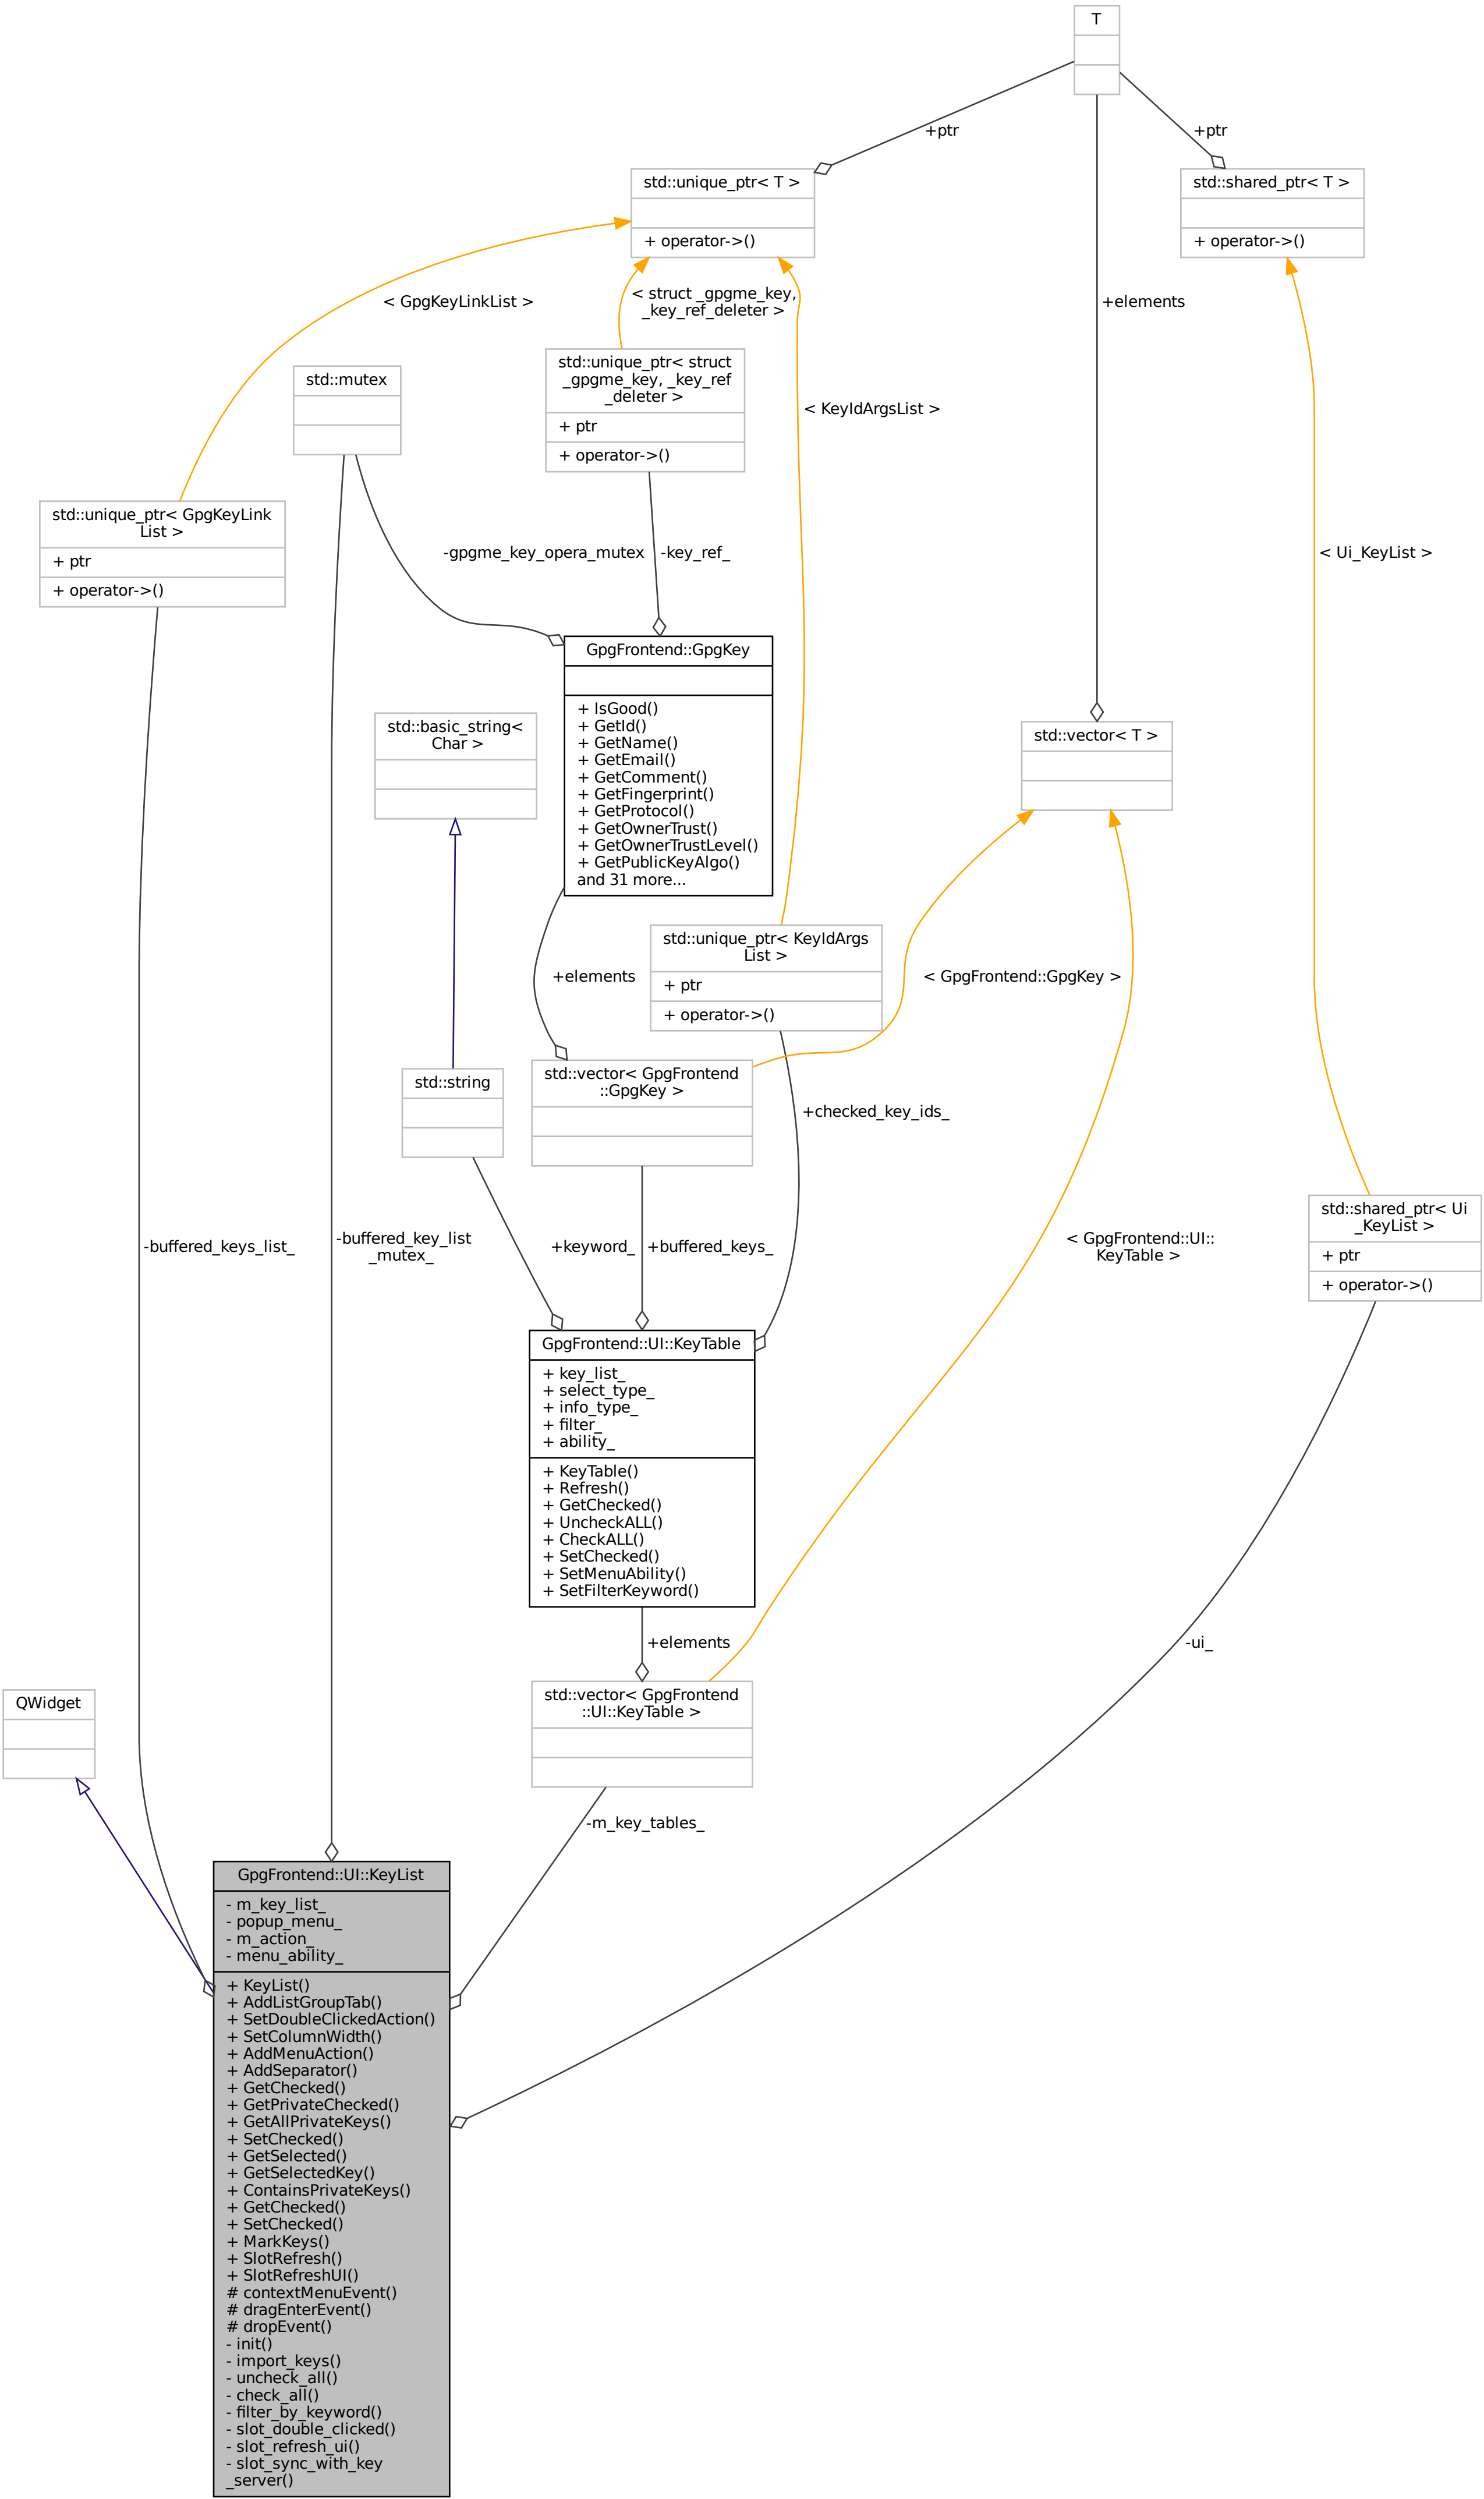 T
+ptr
+ptr
std::unique_ptr< T >
+ operator->()
std::shared_ptr< T >
+ operator->()
< GpgKeyLinkList >
< struct _gpgme_key,
_key_ref_deleter >
+elements
std::mutex
std::unique_ptr< struct
_gpgme_key, _key_ref
_deleter >
+ ptr
+ operator->()
< KeyIdArgsList >
std::unique_ptr< GpgKeyLink
List >
+ ptr
+ operator->()
-gpgme_key_opera_mutex
-key_ref_
< Ui_KeyList >
GpgFrontend::GpgKey
+ IsGood()
+ GetId()
+ GetName()
+ GetEmail()
+ GetComment()
+ GetFingerprint()
+ GetProtocol()
+ GetOwnerTrust()
+ GetOwnerTrustLevel()
+ GetPublicKeyAlgo()
and 31 more...
std::basic_string<
Char >
std::vector< T >
std::unique_ptr< KeyIdArgs
List >
+ ptr
+ operator->()
+elements
< GpgFrontend::GpgKey >
std::string
std::vector< GpgFrontend
::GpgKey >
+checked_key_ids_
std::shared_ptr< Ui
_KeyList >
+ ptr
+ operator->()
-buffered_keys_list_
-buffered_key_list
_mutex_
+keyword_
+buffered_keys_
< GpgFrontend::UI::
KeyTable >
GpgFrontend::UI::KeyTable
+ key_list_
+ select_type_
+ info_type_
+ filter_
+ ability_
+ KeyTable()
+ Refresh()
+ GetChecked()
+ UncheckALL()
+ CheckALL()
+ SetChecked()
+ SetMenuAbility()
+ SetFilterKeyword()
+elements
-ui_
QWidget
std::vector< GpgFrontend
::UI::KeyTable >
-m_key_tables_
GpgFrontend::UI::KeyList
- m_key_list_
- popup_menu_
- m_action_
- menu_ability_
+ KeyList()
+ AddListGroupTab()
+ SetDoubleClickedAction()
+ SetColumnWidth()
+ AddMenuAction()
+ AddSeparator()
+ GetChecked()
+ GetPrivateChecked()
+ GetAllPrivateKeys()
+ SetChecked()
+ GetSelected()
+ GetSelectedKey()
+ ContainsPrivateKeys()
+ GetChecked()
+ SetChecked()
+ MarkKeys()
+ SlotRefresh()
+ SlotRefreshUI()
# contextMenuEvent()
# dragEnterEvent()
# dropEvent()
- init()
- import_keys()
- uncheck_all()
- check_all()
- filter_by_keyword()
- slot_double_clicked()
- slot_refresh_ui()
- slot_sync_with_key
_server()